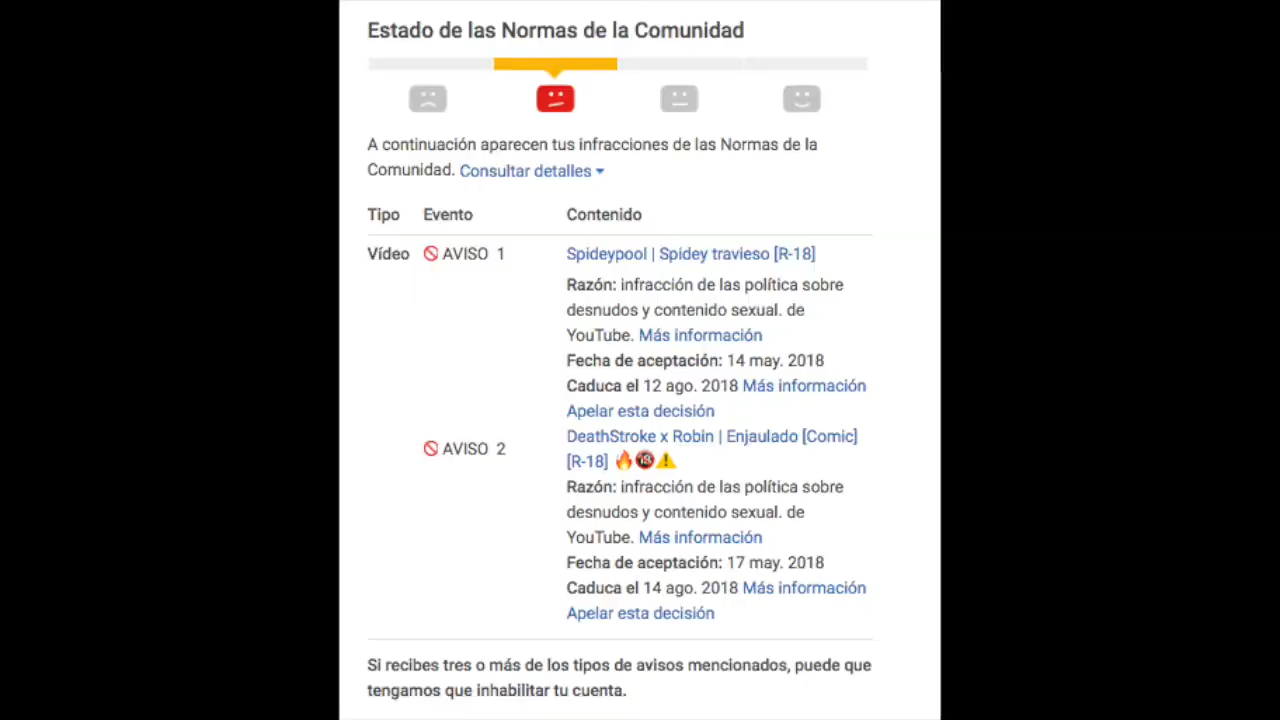 Estado de las Normas de la Comunidad
A continuación aparecen tus infracciones de las Normas de la
Comunidad. Consultar detalles
Tipo Evento Contenido
Vídeo AVISO 1 Spideypool | Spidey travieso [R-18]
Razón: infracción de las política sobre
desnudos y contenido sexual. de
YouTube. Más información
Fecha de aceptación: 14 may. 2018
Caduca el 12 ago. 2018 Más información
Apelar esta decisión
DeathStroke x Robin | Enjaulado [Comic]
AVISO 2
[R-18] 🔥🔞⚠
Razón: infracción de las política sobre
desnudos y contenido sexual. de
YouTube. Más información
Fecha de aceptación: 17 may. 2018
Caduca el 14 ago. 2018 Más información
Apelar esta decisión
Si recibes tres o más de los tipos de avisos mencionados, puede que
tengamos que inhabilitar tu cuenta.